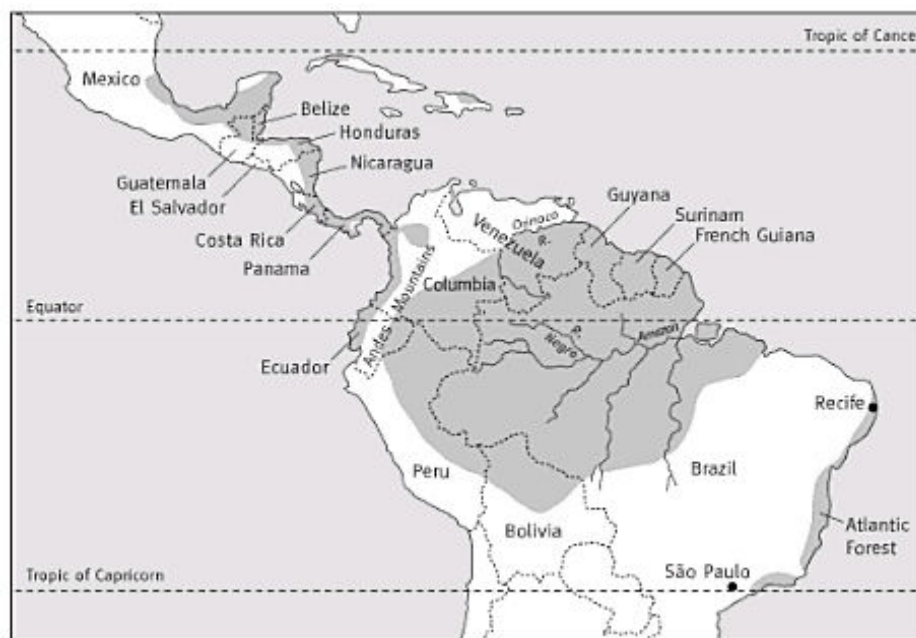 Tropic of Cance
Mexico
Belize
Honduras
Nicaragua
Guatemala
El Salvador
Costa Rica
Panama
Orinoco
R.
Venezuela
Guyana
Surinam
French Guiana
Columbia
Andes Mountains
Equator
Ecuador
R.
Negro
Amazon
Recife
Peru
Brazil
Bolivia
Atlantic
Forest
Tropic of Capricorn
São Paulo